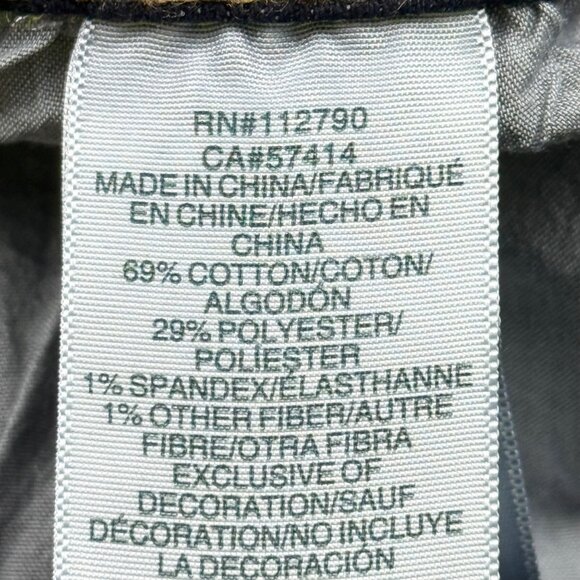 RN#112790
CA#57414
MADE IN CHINA/FABRIQUÉ
EN CHINE/HECHO EN
CHINA
69% COTTON/COTON/
ALGODÓN
29% POLYESTER/
POLIÉSTER
1% SPANDEX/ÉLASTHANNE
1% OTHER FIBER/AUTRE
FIBRE/OTRA FIBRA
EXCLUSIVE OF
DECORATION/SAUF
DÉCORATION/NO INCLUYE
LA DECORACIÓN